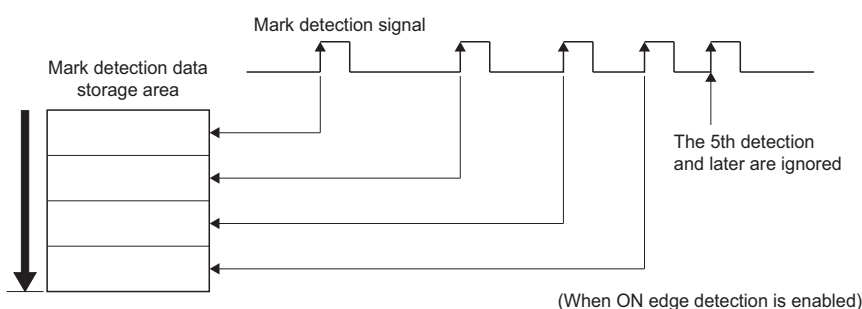 Mark detection signal
Mark detection data
storage area
The 5th detection
and later are ignored
(When ON edge detection is enabled)